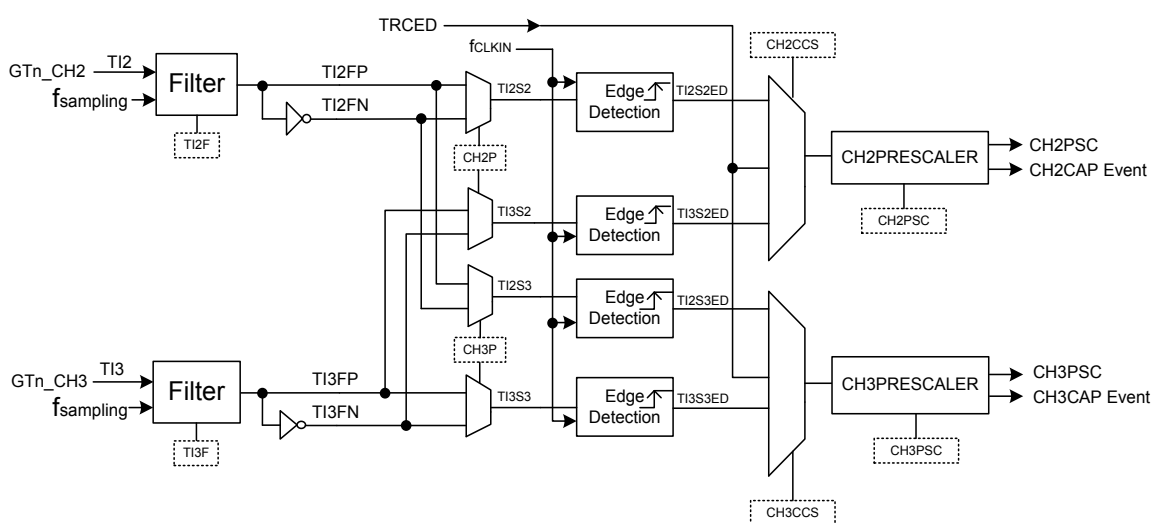 TRCED
fCLKIN
CH2CCS
GTn_CH2
TI2
fsampling
Filter
TI2F
TI2FP
TI2FN
TI2S2
CH2P
Edge
Detection
TI2S2ED
CH2PRESCALER
CH2PSC
CH2CAP Event
CH2PSC
TI3S2
Edge
Detection
TI3S2ED
TI2S3
Edge
Detection
TI2S3ED
CH3P
GTn_CH3
TI3
fsampling
Filter
TI3F
TI3FP
TI3FN
TI3S3
Edge
Detection
TI3S3ED
CH3PRESCALER
CH3PSC
CH3CAP Event
CH3PSC
CH3CCS